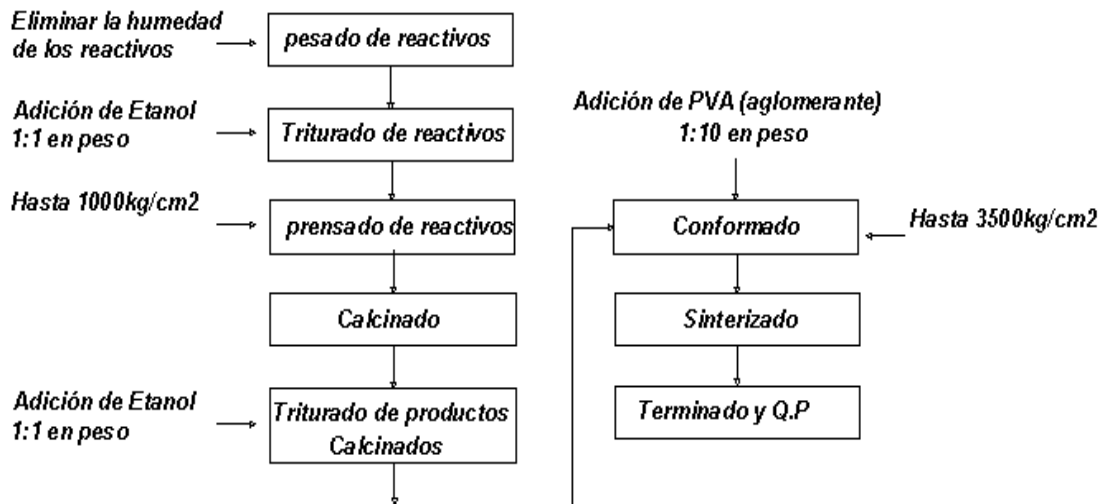 Eliminar la humedad
de los reactivos
pesado de reactivos
Adición de Etanol
1:1 en peso
Triturado de reactivos
Hasta 1000kg/cm2
prensado de reactivos
Calcinado
Adición de Etanol
1:1 en peso
Triturado de productos
Calcinados
Adición de PVA (aglomerante)
1:10 en peso
Conformado
Hasta 3500kg/cm2
Sinterizado
Terminado y Q.P